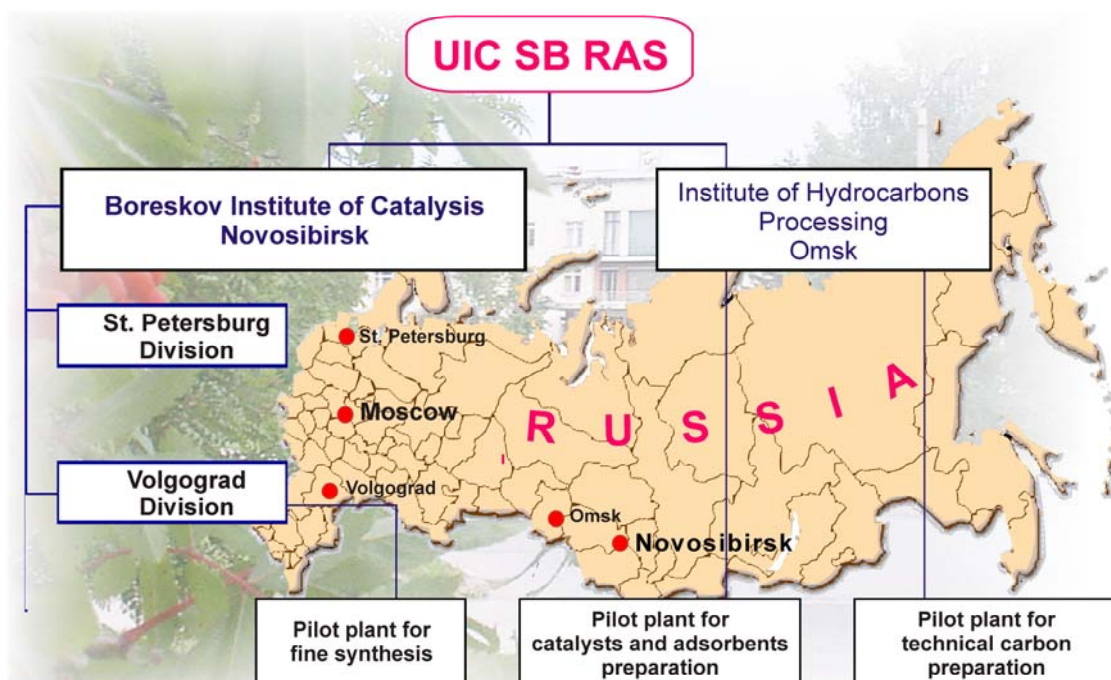 UIC SB RAS
Boreskov Institute of Catalysis
Novosibirsk
Institute of Hydrocarbons
Processing
Omsk
St. Petersburg
Division
St. Petersburg
Moscow
R U S S I A
Volgograd
Division
Volgograd
Omsk
Novosibirsk
Pilot plant for
fine synthesis
Pilot plant for
catalysts and adsorbents
preparation
Pilot plant for
technical carbon
preparation